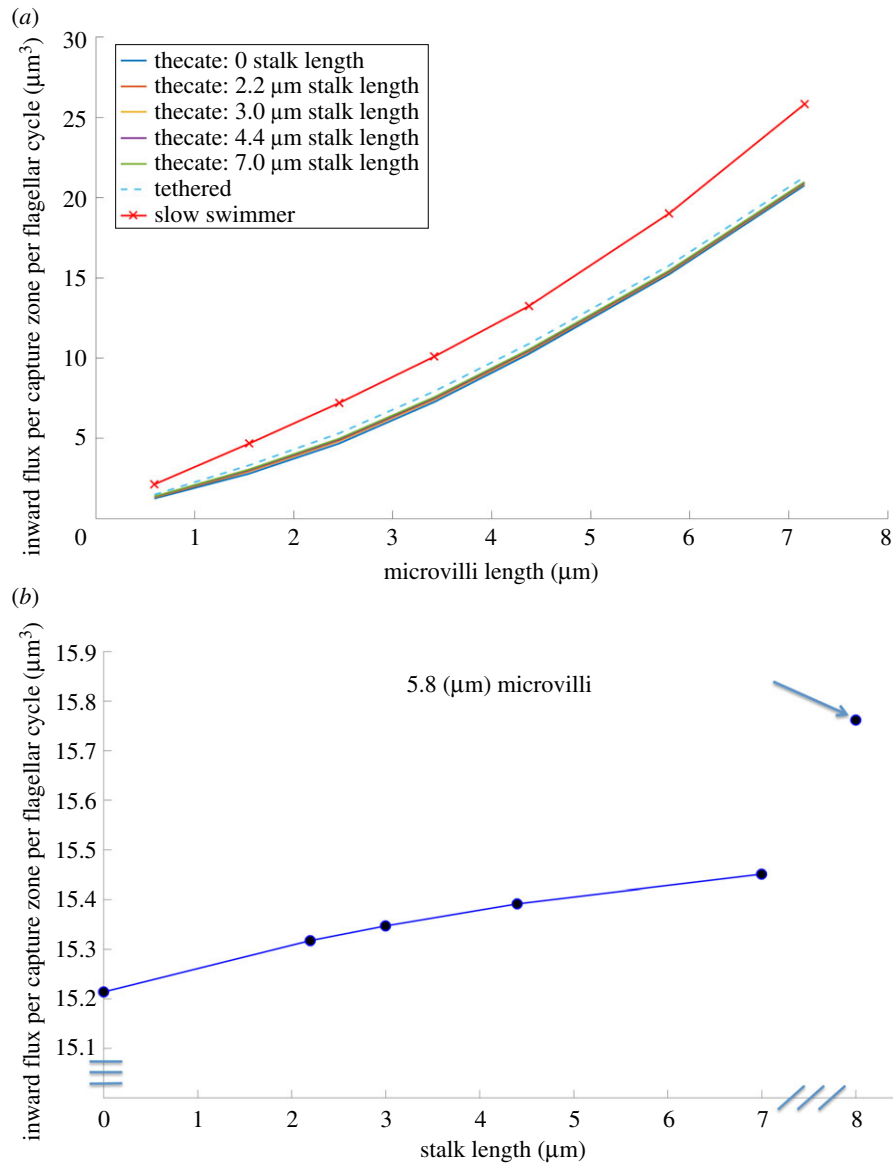 (a)
30
25
20
15
10
5
0
inward flux per capture zone per flagellar cycle (µm³)
thecate: 0 stalk length
thecate: 2.2 µm stalk length
thecate: 3.0 µm stalk length
thecate: 4.4 µm stalk length
thecate: 7.0 µm stalk length
tethered
slow swimmer
1 2 3 4 5 6 7 8
microvilli length (µm)
(b)
15.9
15.8
15.7
15.6
15.5
15.4
15.3
15.2
15.1
inward flux per capture zone per flagellar cycle (µm³)
5.8 (µm) microvilli
0 1 2 3 4 5 6 7 8
stalk length (µm)